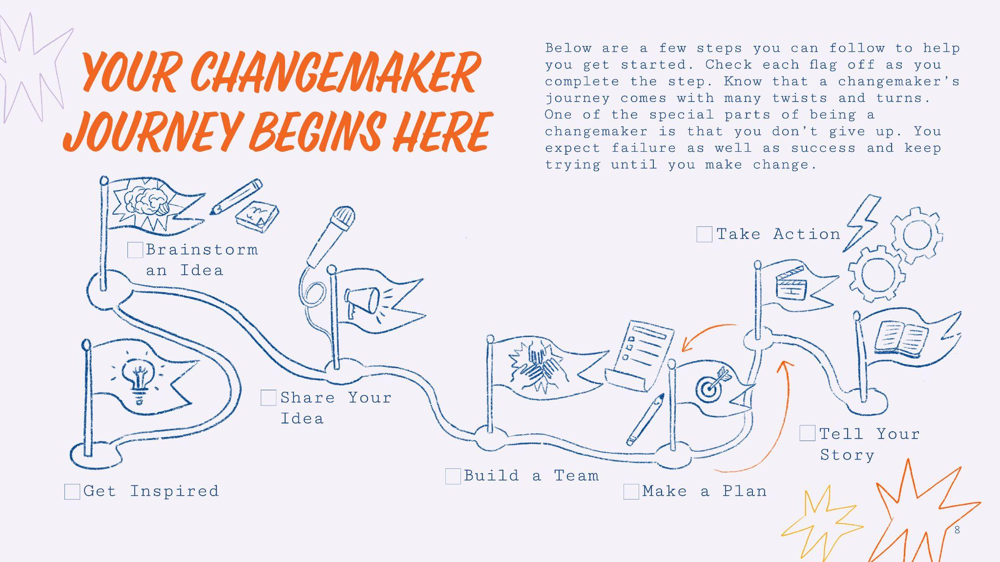 YOUR CHANGEMAKER
JOURNEY BEGINS HERE
Below are a few steps you can follow to help
you get started. Check each flag off as you
complete the step. Know that a changemaker's
journey comes with many twists and turns.
One of the special parts of being a
changemaker is that you don't give up. You
expect failure as well as success and keep
trying until you make change.
Brainstorm
an Idea
Take Action
Share Your
Idea
Tell Your
Story
Build a Team
Get Inspired
Make a Plan
8